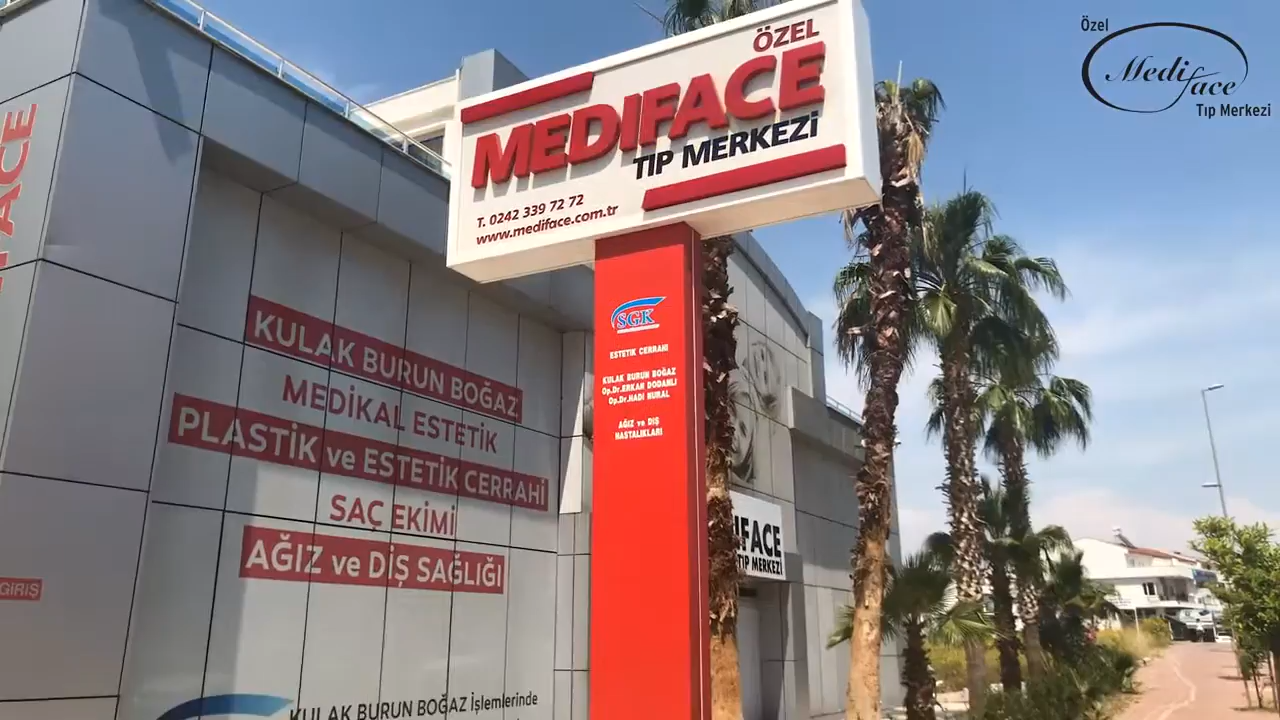 Özel
Mediface
Tıp Merkezi
ÖZEL
MEDIFACE
TIP MERKEZİ
T. 0242 339 72 72
www.mediface.com.tr
SGK
ESTETİK CERRAHİ
KULAK BURUN BOĞAZ
Op.Dr.ERKAN DODANLI
Op.Dr.HADİ NURAL
AĞIZ ve DİŞ
HASTALIKLARI
KULAK BURUN BOĞAZ
MEDİKAL ESTETİK
PLASTİK ve ESTETİK CERRAHİ
SAÇ EKİMİ
AĞIZ ve DİŞ SAĞLIĞI
KULAK BURUN BOĞAZ İşlemlerinde
GİRİŞ
FACE
IFACE
TIP MERKEZİ